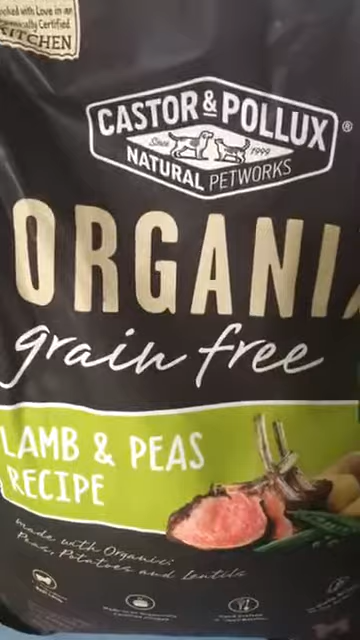 cooked with Love in an
Organically Certified
KITCHEN
CASTOR & POLLUX®
Since 1999
NATURAL PETWORKS
ORGANI
grain free
LAMB & PEAS
RECIPE
made with Organic:
Peas, Potatoes and Lentils